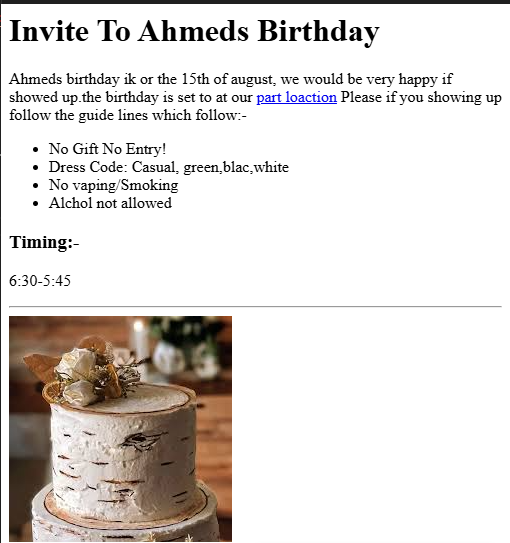 Invite To Ahmeds Birthday
Ahmeds birthday ik or the 15th of august, we would be very happy if
showed up.the birthday is set to at our part loaction Please if you showing up
follow the guide lines which follow:-
No Gift No Entry!
Dress Code: Casual, green,blac,white
No vaping/Smoking
Alchol not allowed
Timing:-
6:30-5:45